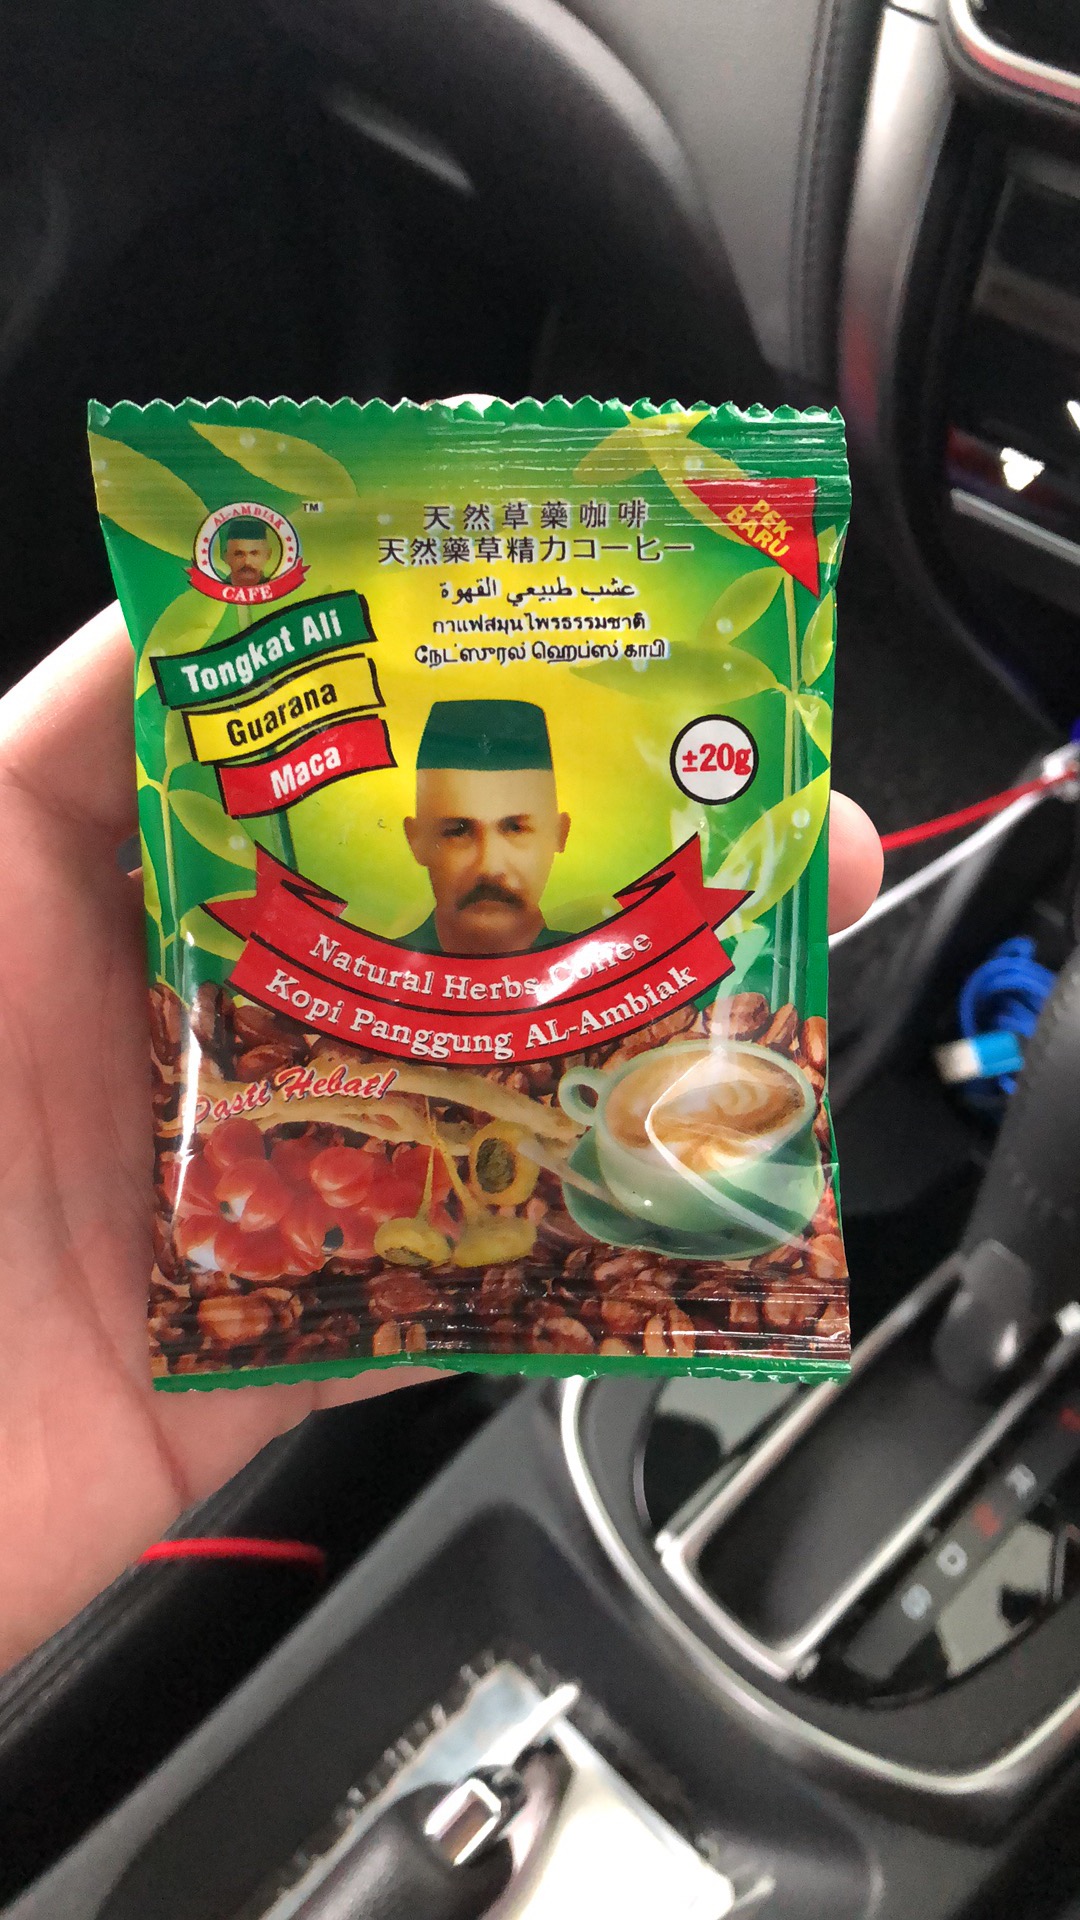 AL-AMBIAK
CAFE
TM
天然草藥咖啡
天然藥草精力コーヒー
عشب طبيعي القهوة
กาแฟสมุนไพรธรรมชาติ
நேட்ஸுரல் ஹெப்ஸ் காபி
PEK
BARU
Tongkat Ali
Guarana
Maca
±20g
Natural Herbs Coffee
Kopi Panggung AL-Ambiak
Pasti Hebat!
R
N
D
S